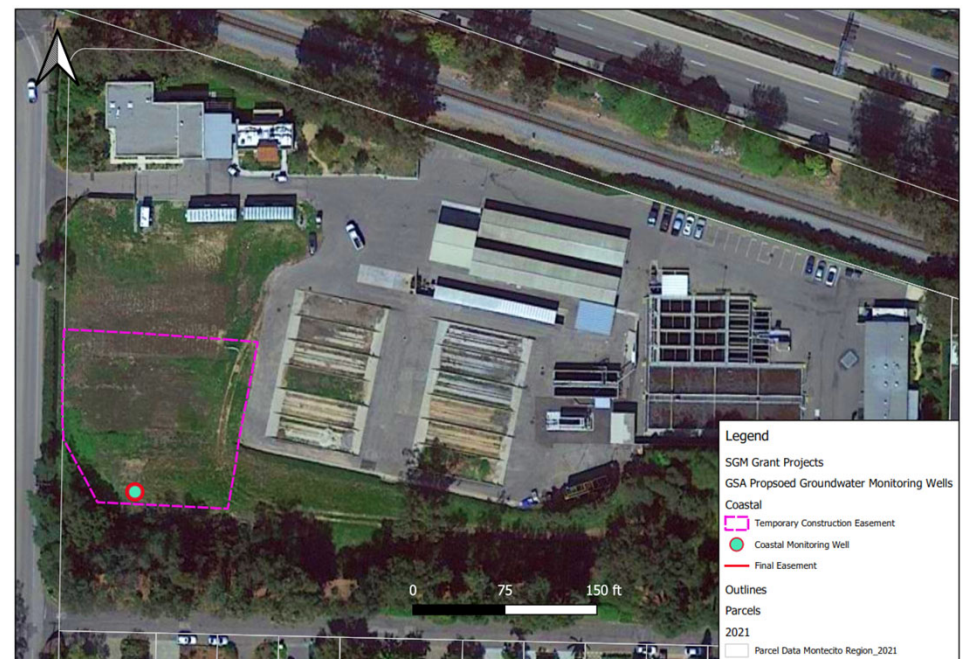 Legend
SGM Grant Projects
GSA Propsoed Groundwater Monitoring Wells
Coastal
Temporary Construction Easement
Coastal Monitoring Well
Final Easement
Outlines
Parcels
2021
Parcel Data Montecito Region_2021
0 75 150 ft